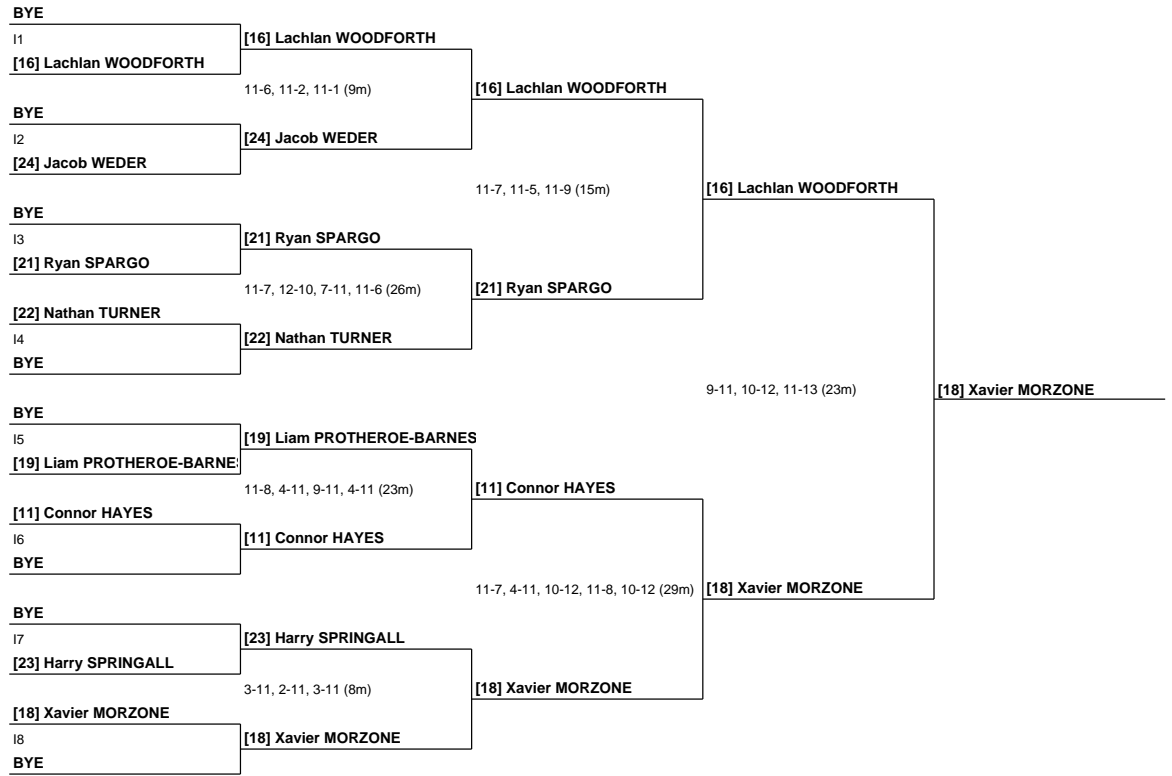 BYE
I1
[16] Lachlan WOODFORTH
BYE
I2
[24] Jacob WEDER
BYE
I3
[21] Ryan SPARGO
[22] Nathan TURNER
I4
BYE
BYE
I5
[19] Liam PROTHEROE-BARNES
[11] Connor HAYES
I6
BYE
BYE
I7
[23] Harry SPRINGALL
[18] Xavier MORZONE
I8
BYE
[16] Lachlan WOODFORTH
11-6, 11-2, 11-1 (9m)
[24] Jacob WEDER
[21] Ryan SPARGO
11-7, 12-10, 7-11, 11-6 (26m)
[22] Nathan TURNER
[19] Liam PROTHEROE-BARNES
11-8, 4-11, 9-11, 4-11 (23m)
[11] Connor HAYES
[23] Harry SPRINGALL
3-11, 2-11, 3-11 (8m)
[18] Xavier MORZONE
[16] Lachlan WOODFORTH
11-7, 11-5, 11-9 (15m)
[21] Ryan SPARGO
[11] Connor HAYES
11-7, 4-11, 10-12, 11-8, 10-12 (29m)
[18] Xavier MORZONE
[16] Lachlan WOODFORTH
9-11, 10-12, 11-13 (23m)
[18] Xavier MORZONE
[18] Xavier MORZONE